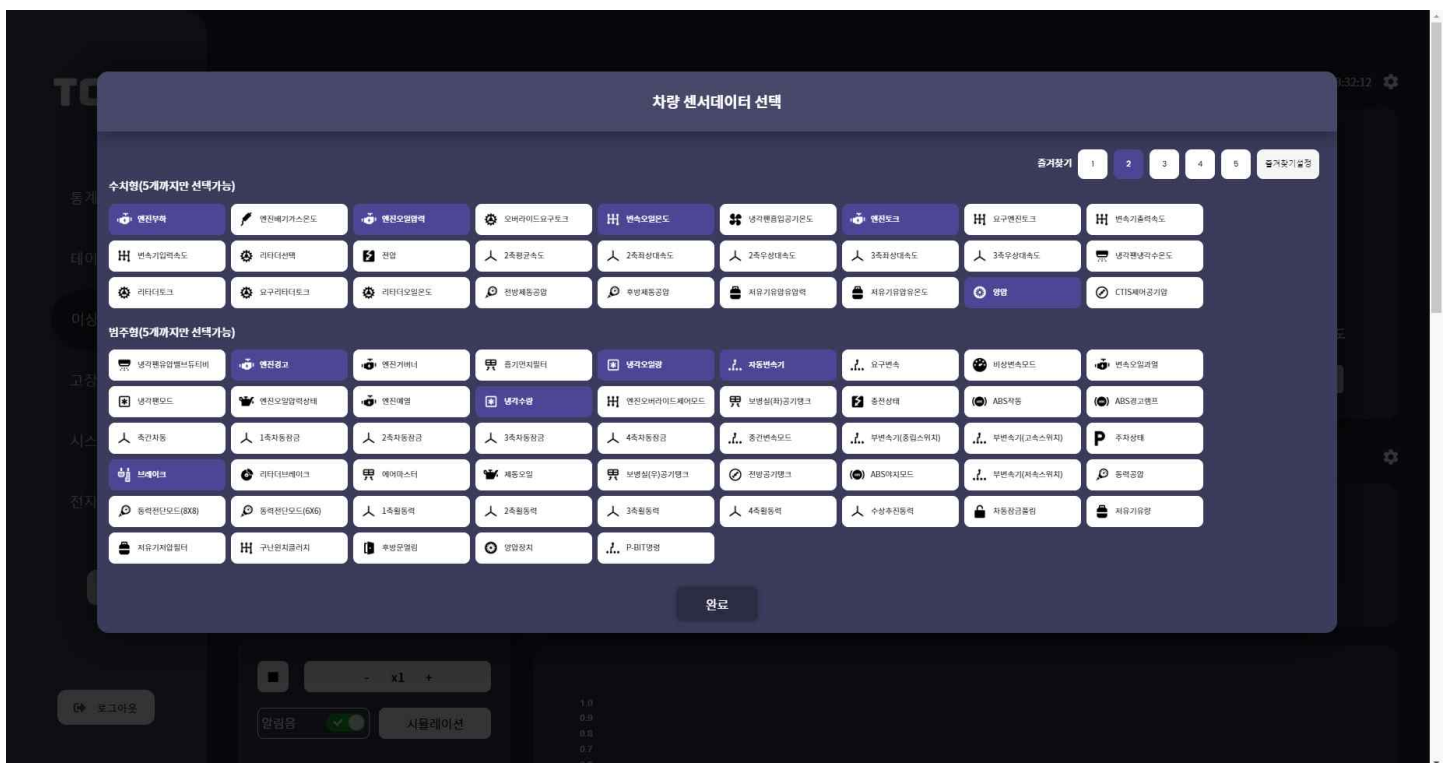 차량 센서데이터 선택
즐겨찾기 1 2 3 4 5 즐겨찾기설정
수치형(5개까지만 선택가능)
엔진부하 엔진배기가스온도 엔진오일압력 오버라이드요구토크 변속오일온도 냉각팬흡입공기온도 엔진토크 요구엔진토크 변속기출력속도
변속기입력속도 리타더선택 전압 2축평균속도 2축좌상대속도 2축우상대속도 3축좌상대속도 3축우상대속도 냉각팬냉각수온도
리타더토크 요구리타더토크 리타더오일온도 전방제동공압 후방제동공압 저유기유압유압력 저유기유압유온도 양압 CTIS제어공기압
범주형(5개까지만 선택가능)
냉각팬유압밸브듀티비 엔진경고 엔진거버너 흡기먼지필터 냉각오일량 자동변속기 요구변속 비상변속모드 변속오일과열
냉각팬모드 엔진오일압력상태 엔진예열 냉각수량 엔진오버라이드제어모드 보병실(좌)공기탱크 충전상태 ABS작동 ABS경고램프
축간차동 1축차동잠금 2축차동잠금 3축차동잠금 4축차동잠금 중간변속모드 부변속기(중립스위치) 부변속기(고속스위치) 주차상태
브레이크 리타더브레이크 에어마스터 제동오일 보병실(우)공기탱크 전방공기탱크 ABS야지모드 부변속기(저속스위치) 동력공압
동력전단모드(8X8) 동력전단모드(6X6) 1축휠동력 2축휠동력 3축휠동력 4축휠동력 수상추진동력 차동잠금풀림 저유기유량
저유기저압필터 구난윈치클러치 후방문열림 양압장치 P-BIT명령
완료
- x1 +
로그아웃
알림음 시뮬레이션
1.0
0.9
0.8
0.7